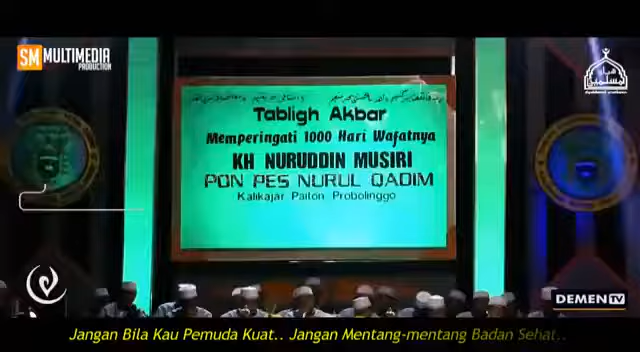 SM MULTIMEDIA
PRODUCTION
Tabligh Akbar
Memperingati 1000 Hari Wafatnya
KH NURUDDIN MUSIRI
PON PES NURUL QADIM
Kalikajar Paiton Probolinggo
DEMEN TV
Jangan Bila Kau Pemuda Kuat.. Jangan Mentang-mentang Badan Sehat..